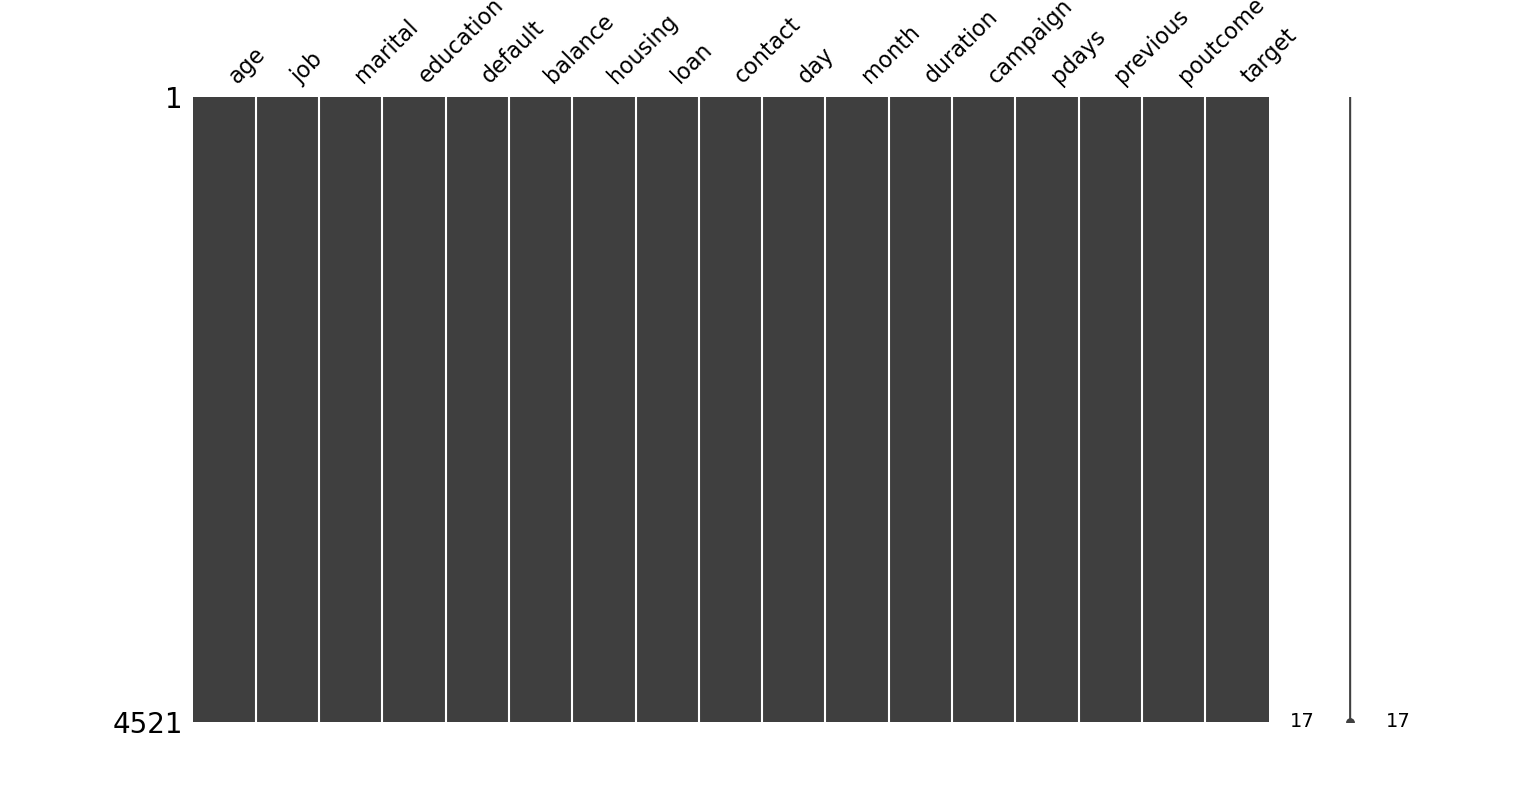 age job marital education default balance housing loan contact day month duration campaign pdays previous poutcome target
1
4521
17 17